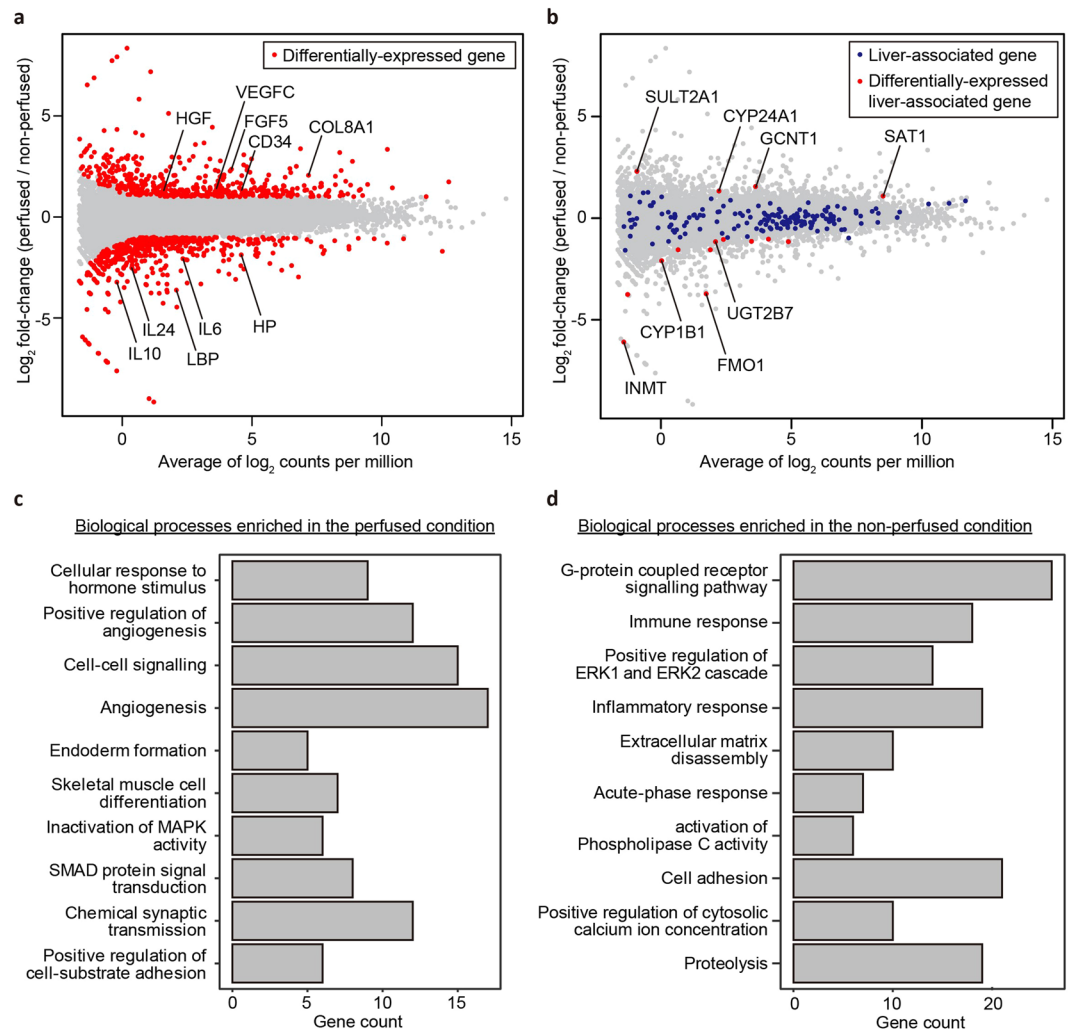 a
Differentially-expressed gene
HGF
VEGFC
FGF5
CD34
COL8A1
IL10
IL24
LBP
IL6
HP
5
0
-5
0
5
10
15
Log2 fold-change (perfused / non-perfused)
Average of log2 counts per million
b
Liver-associated gene
Differentially-expressed
liver-associated gene
SULT2A1
CYP24A1
GCNT1
SAT1
UGT2B7
CYP1B1
FMO1
INMT
5
0
-5
0
5
10
15
Log2 fold-change (perfused / non-perfused)
Average of log2 counts per million
c
Biological processes enriched in the perfused condition
Cellular response to
hormone stimulus
Positive regulation of
angiogenesis
Cell-cell signalling
Angiogenesis
Endoderm formation
Skeletal muscle cell
differentiation
Inactivation of MAPK
activity
SMAD protein signal
transduction
Chemical synaptic
transmission
Positive regulation of
cell-substrate adhesion
0
5
10
15
Gene count
d
Biological processes enriched in the non-perfused condition
G-protein coupled receptor
signalling pathway
Immune response
Positive regulation of
ERK1 and ERK2 cascade
Inflammatory response
Extracellular matrix
disassembly
Acute-phase response
activation of
Phospholipase C activity
Cell adhesion
Positive regulation of cytosolic
calcium ion concentration
Proteolysis
0
10
20
Gene count